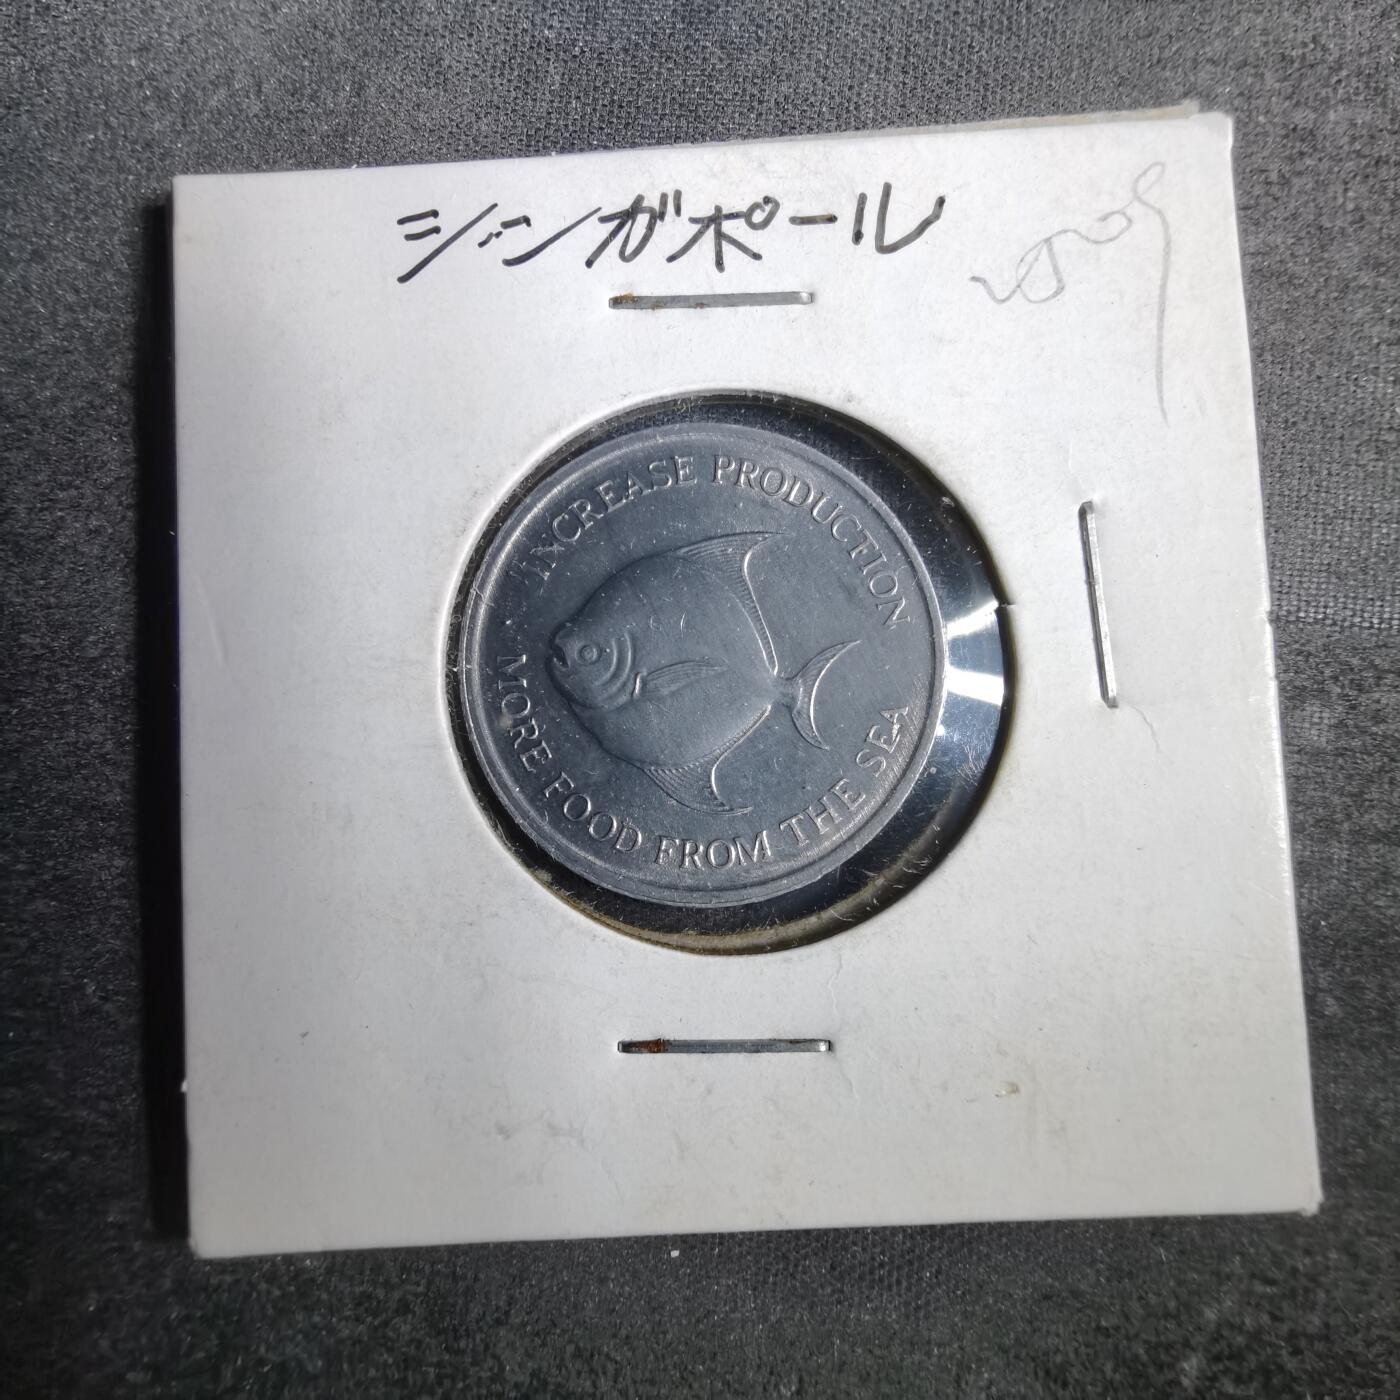 シンガポール
INCREASE PRODUCTION
MORE FOOD FROM THE SEA